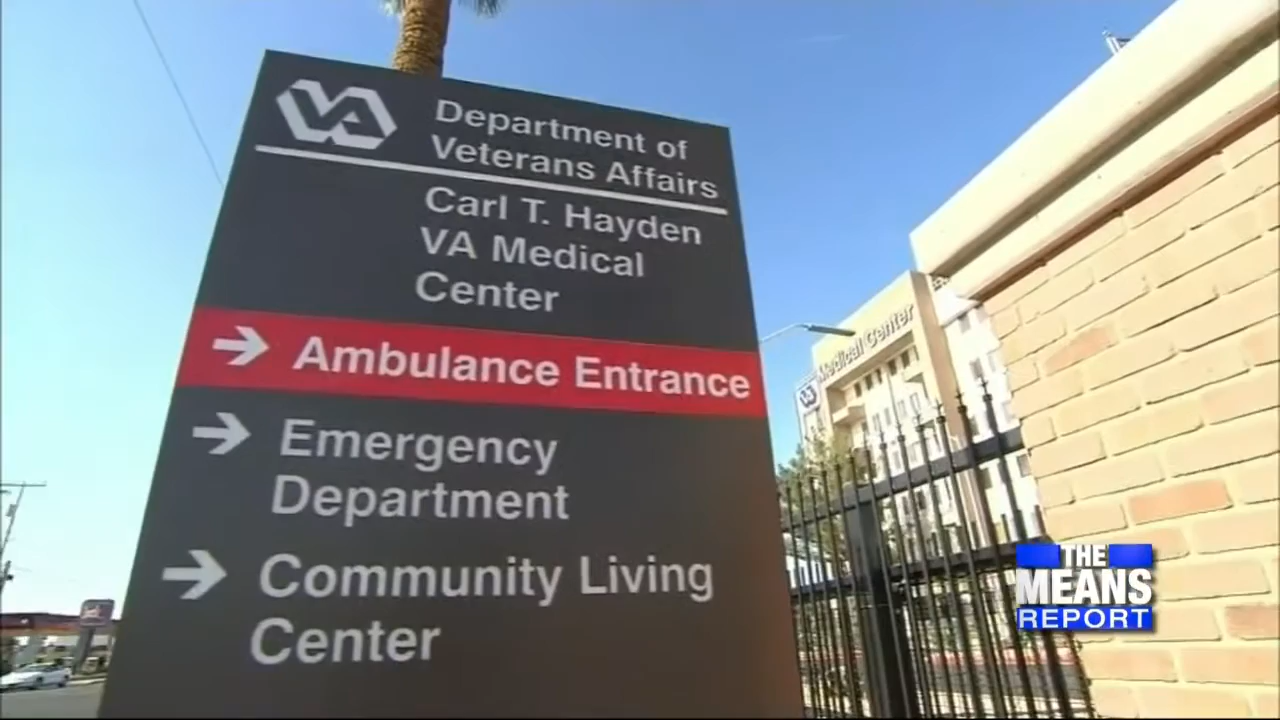 VA
Department of
Veterans Affairs
Carl T. Hayden
VA Medical
Center
Ambulance Entrance
Emergency
Department
Community Living
Center
VA Medical Center
THE
MEANS
REPORT